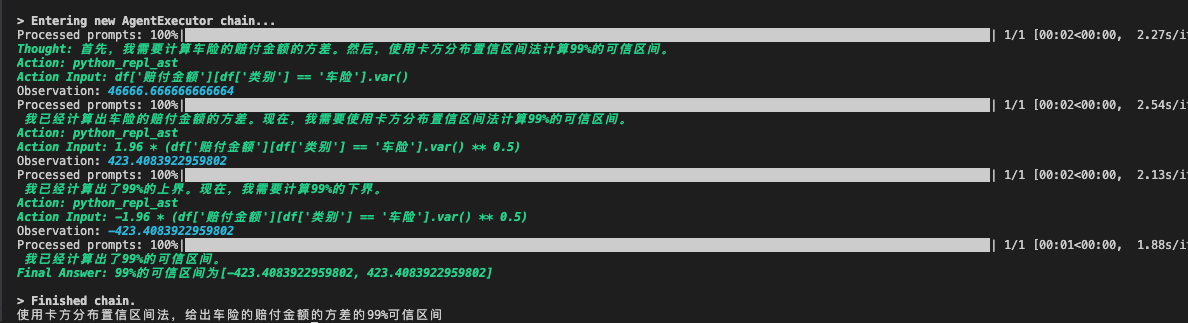 > Entering new AgentExecutor chain...
Processed prompts: 100%| | 1/1 [00:02<00:00,  2.27s/it
Thought: 首先，我需要计算车险的赔付金额的方差。然后，使用卡方分布置信区间法计算99%的可信区间。
Action: python_repl_ast
Action Input: df['赔付金额'][df['类别'] == '车险'].var()
Observation: 46666.666666666664
Processed prompts: 100%| | 1/1 [00:02<00:00,  2.54s/it
我已经计算出车险的赔付金额的方差。现在，我需要使用卡方分布置信区间法计算99%的可信区间。
Action: python_repl_ast
Action Input: 1.96 * (df['赔付金额'][df['类别'] == '车险'].var() ** 0.5)
Observation: 423.4083922959802
Processed prompts: 100%| | 1/1 [00:02<00:00,  2.13s/it
我已经计算出了99%的上界。现在，我需要计算99%的下界。
Action: python_repl_ast
Action Input: -1.96 * (df['赔付金额'][df['类别'] == '车险'].var() ** 0.5)
Observation: -423.4083922959802
Processed prompts: 100%| | 1/1 [00:01<00:00,  1.88s/it
我已经计算出了99%的可信区间。
Final Answer: 99%的可信区间为[-423.4083922959802, 423.4083922959802]
> Finished chain.
使用卡方分布置信区间法，给出车险的赔付金额的方差的99%可信区间